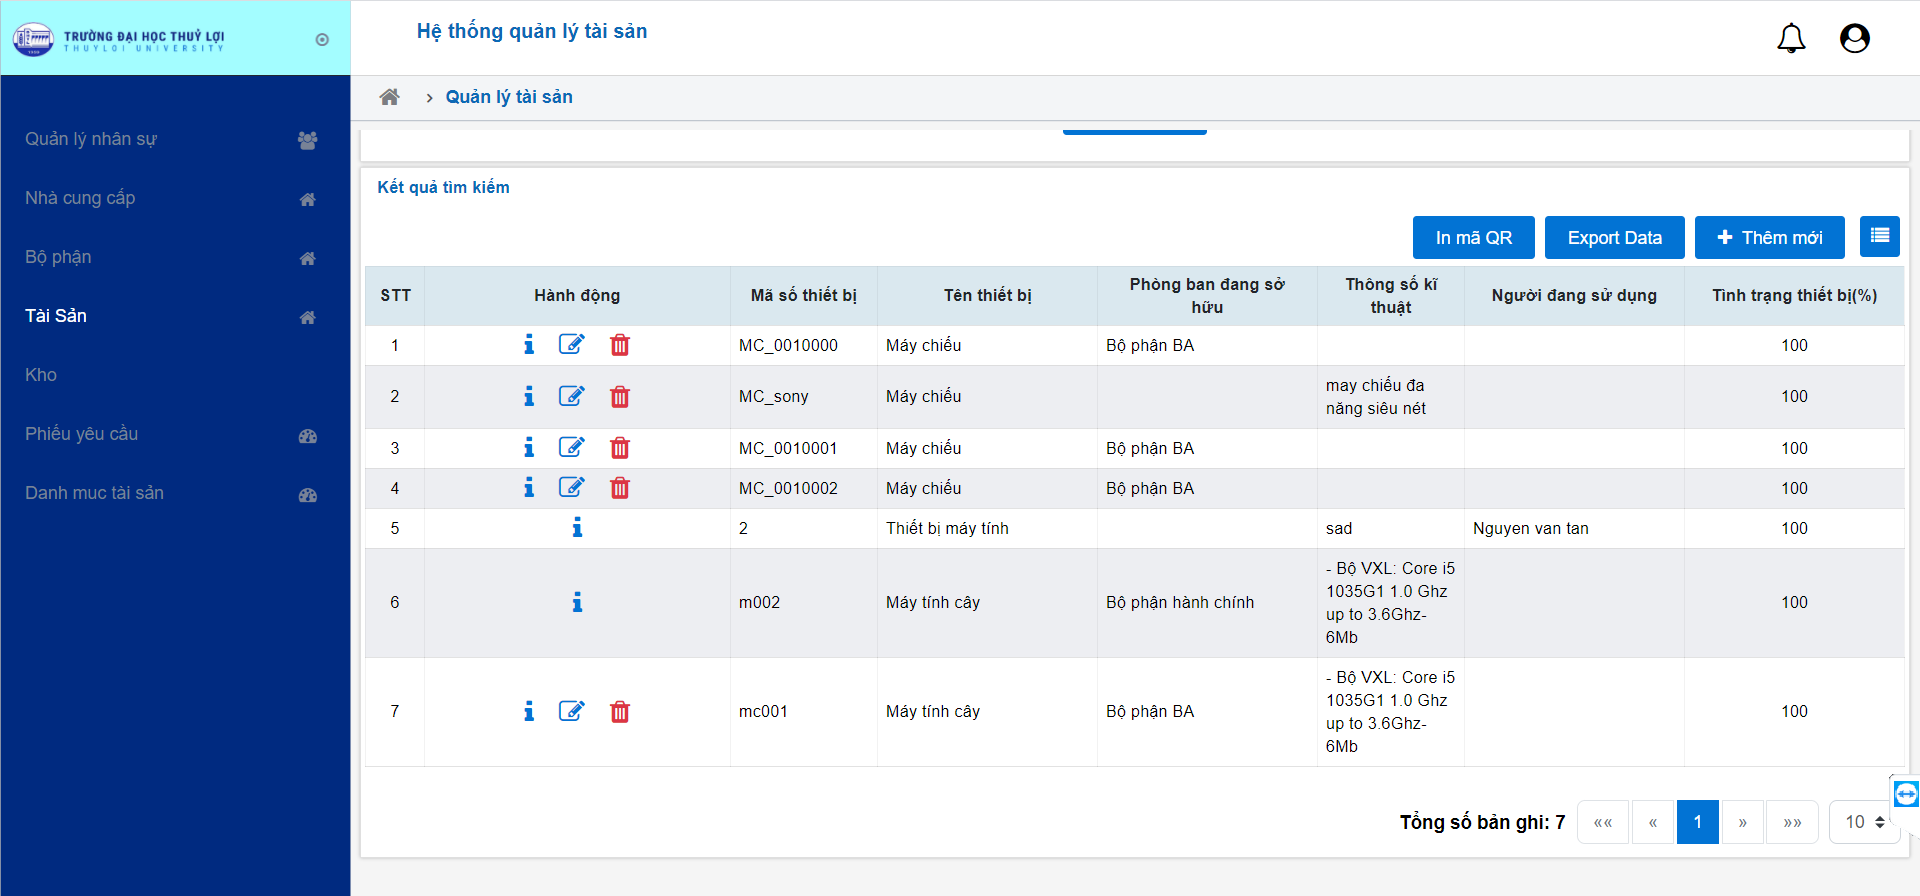 TRƯỜNG ĐẠI HỌC THUỶ LỢI
THUYLOI UNIVERSITY
Hệ thống quản lý tài sản
Quản lý tài sản
Quản lý nhân sự
Nhà cung cấp
Bộ phận
Tài Sản
Kho
Phiếu yêu cầu
Danh muc tài sản
Kết quả tìm kiếm
In mã QR
Export Data
Thêm mới
STT Hành động Mã số thiết bị Tên thiết bị Phòng ban đang sở hữu Thông số kĩ thuật Người đang sử dụng Tình trạng thiết bị(%)
1 MC_0010000 Máy chiếu Bộ phận BA 100
2 MC_sony Máy chiếu may chiếu đa năng siêu nét 100
3 MC_0010001 Máy chiếu Bộ phận BA 100
4 MC_0010002 Máy chiếu Bộ phận BA 100
5 2 Thiết bị máy tính sad Nguyen van tan 100
6 m002 Máy tính cây Bộ phận hành chính - Bộ VXL: Core i5 1035G1 1.0 Ghz up to 3.6Ghz-6Mb 100
7 mc001 Máy tính cây Bộ phận BA - Bộ VXL: Core i5 1035G1 1.0 Ghz up to 3.6Ghz-6Mb 100
Tổng số bản ghi: 7 «« « 1 » »» 10